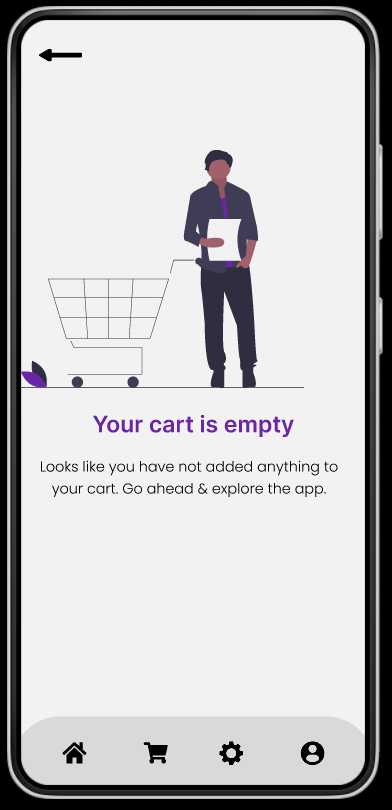 Your cart is empty
Looks like you have not added anything to
your cart. Go ahead & explore the app.